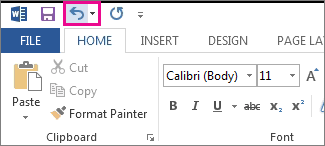 FILE HOME INSERT DESIGN PAGE LA
Cut
Copy
Format Painter
Paste
Clipboard
Calibri (Body) 11
B I U abc X₂ X²
Font